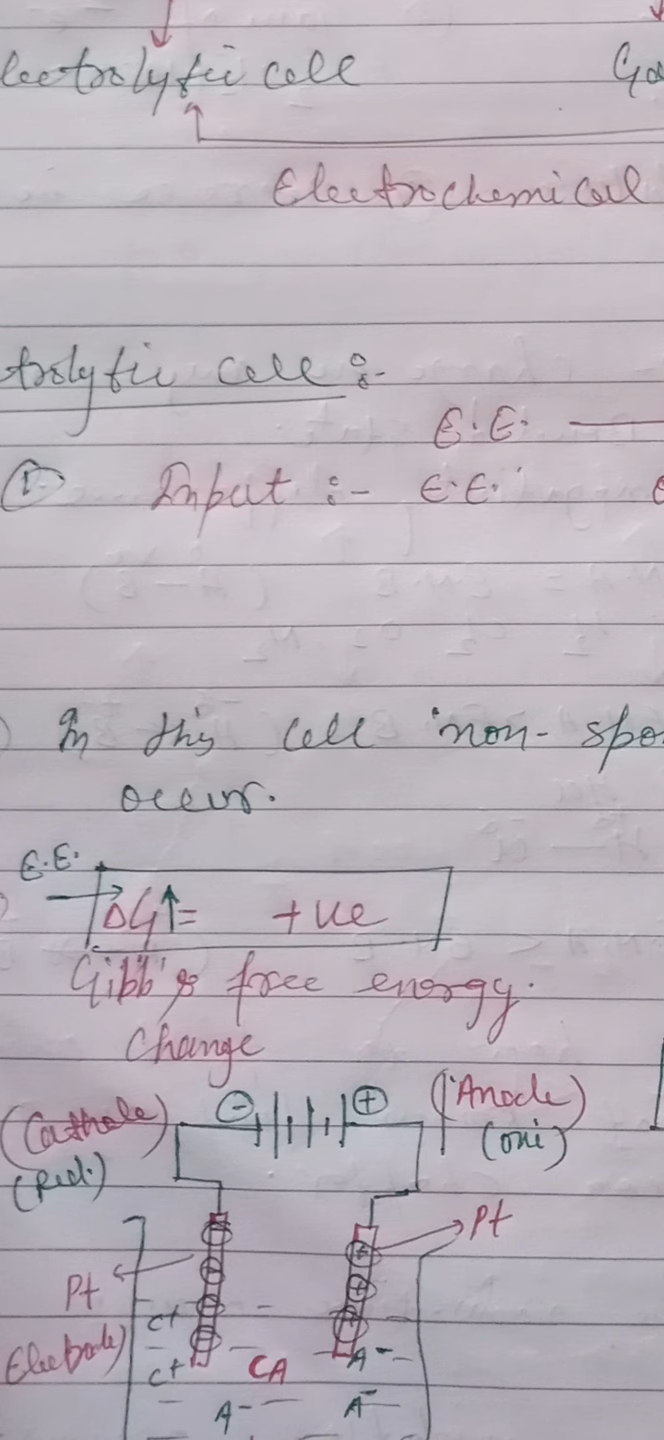 lectrolytic cell Ga
Electrochemical
trolytic cell :-
E.E.
① Input :- E.E.
In this cell non- spo
occur.
E.E.
ΔG↑= +ve
Gibb's free energy
change
(Cathode) ⊖ ⊕ (Anode)
(Red.) (oxi)
Pt
Pt
C+
Electrode) C+ CA A-
A- A-